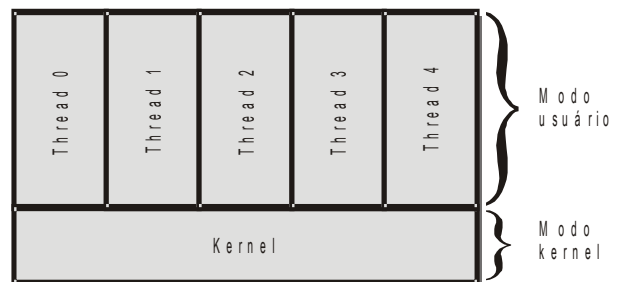 Thread 0
Thread 1
Thread 2
Thread 3
Thread 4
Modo
usuário
Kernel
Modo
kernel